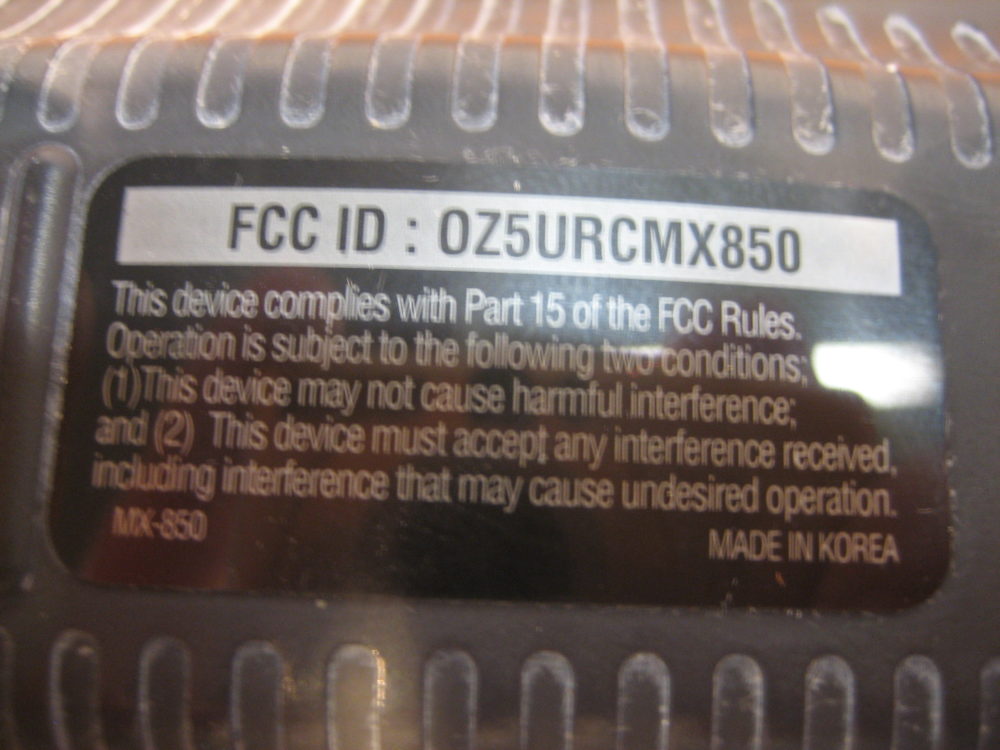 FCC ID : OZ5URCMX850
This device complies with Part 15 of the FCC Rules.
Operation is subject to the following two conditions;
(1)This device may not cause harmful interference;
and (2) This device must accept any interference received,
including interference that may cause undesired operation.
MX-850
MADE IN KOREA